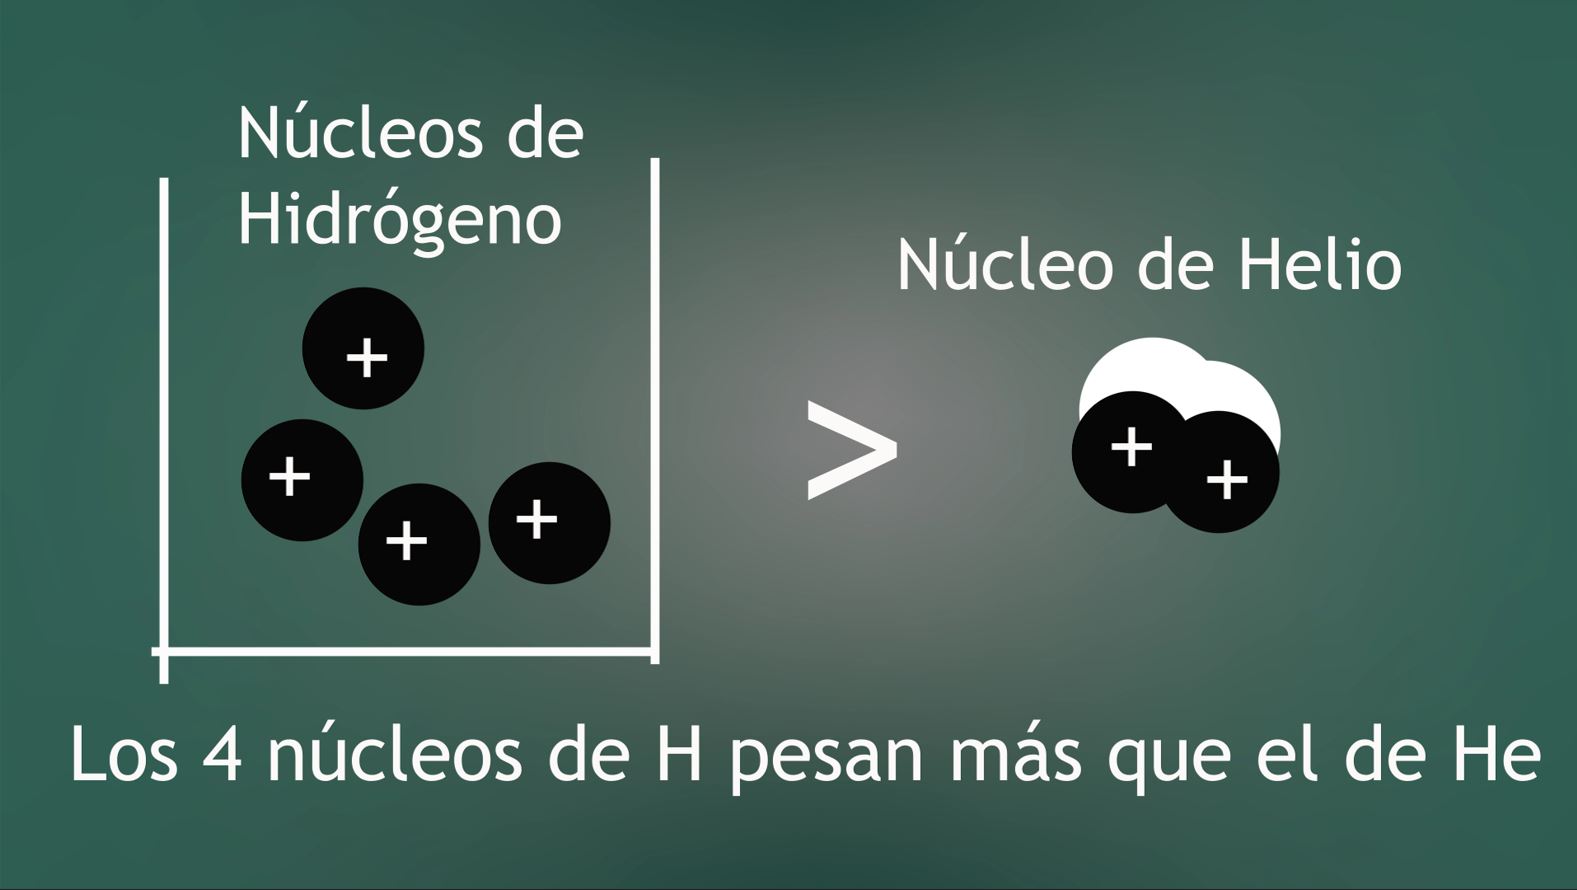 Núcleos de
Hidrógeno
+
+
+
+
>
Núcleo de Helio
+
+
Los 4 núcleos de H pesan más que el de He